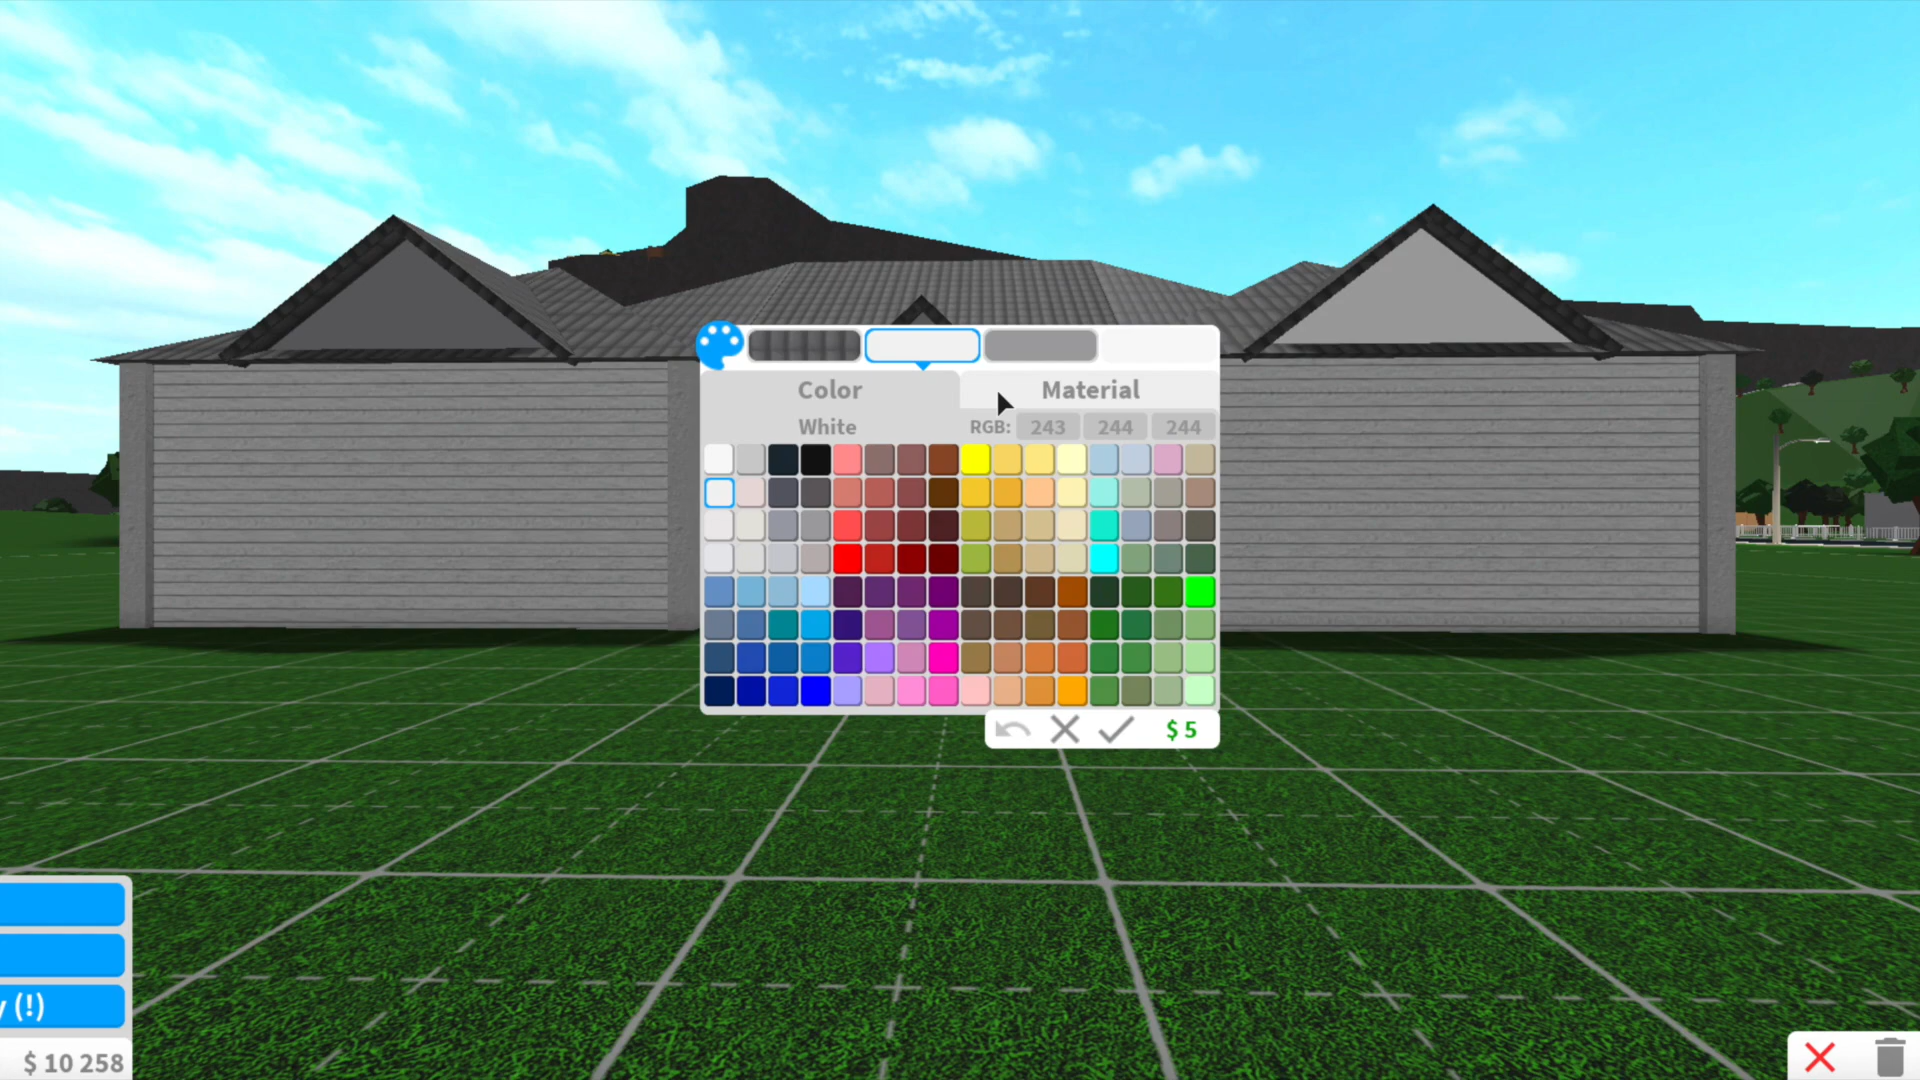 Color Material
White RGB: 243 244 244
$ 5
y (!)
$ 10 258